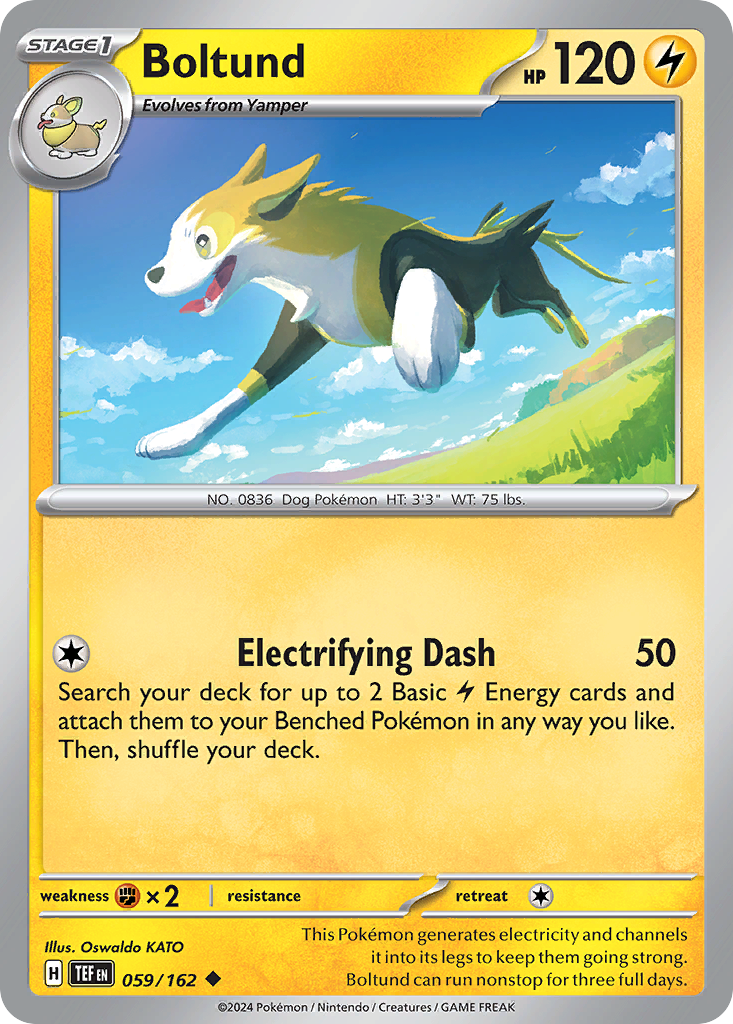 STAGE1
Boltund
HP 120
Evolves from Yamper
NO. 0836 Dog Pokémon HT: 3'3" WT: 75 lbs.
Electrifying Dash 50
Search your deck for up to 2 Basic Energy cards and
attach them to your Benched Pokémon in any way you like.
Then, shuffle your deck.
weakness ×2 resistance retreat
Illus. Oswaldo KATO
H TEF EN 059/162
This Pokémon generates electricity and channels
it into its legs to keep them going strong.
Boltund can run nonstop for three full days.
©2024 Pokémon / Nintendo / Creatures / GAME FREAK